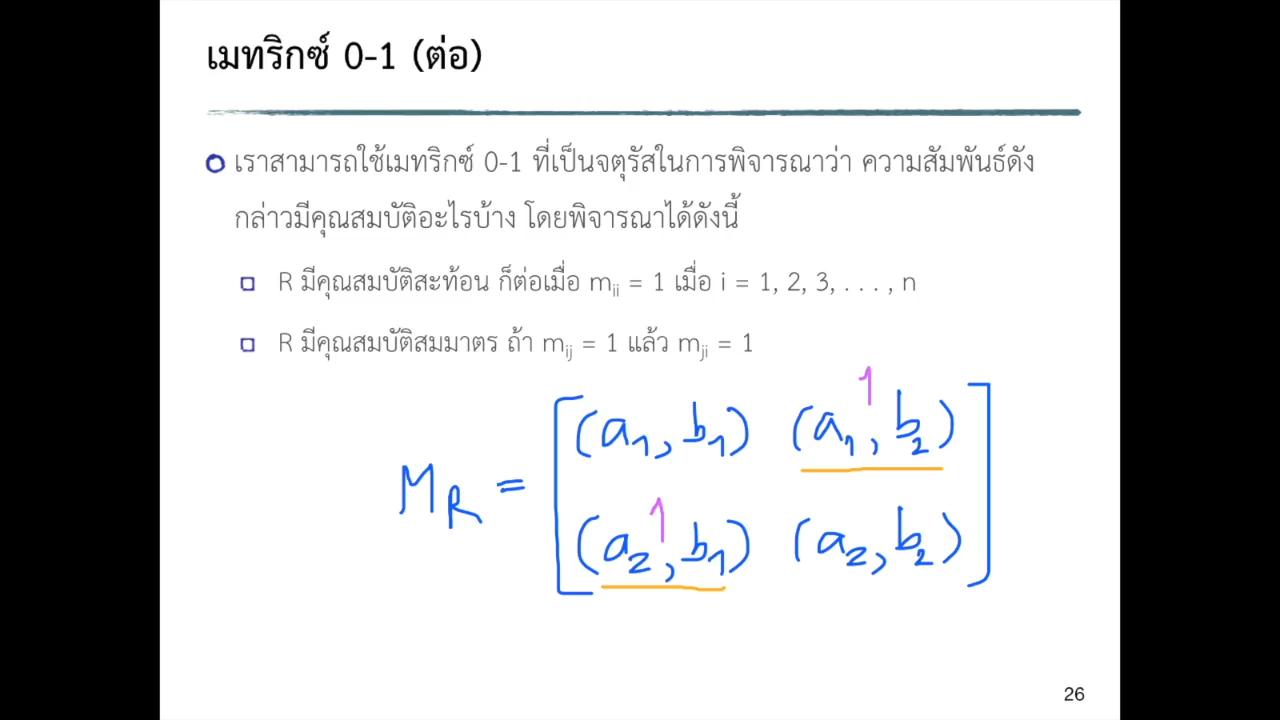 เมทริกซ์ 0-1 (ต่อ)
เราสามารถใช้เมทริกซ์ 0-1 ที่เป็นจตุรัสในการพิจารณาว่า ความสัมพันธ์ดัง
กล่าวมีคุณสมบัติอะไรบ้าง โดยพิจารณาได้ดังนี้
R มีคุณสมบัติสะท้อน ก็ต่อเมื่อ mᵢᵢ = 1 เมื่อ i = 1, 2, 3, . . . , n
R มีคุณสมบัติสมมาตร ถ้า mᵢⱼ = 1 แล้ว mⱼᵢ = 1
1
(a₁, b₁) (a₁, b₂)
M_R =
1
(a₂, b₁) (a₂, b₂)
26